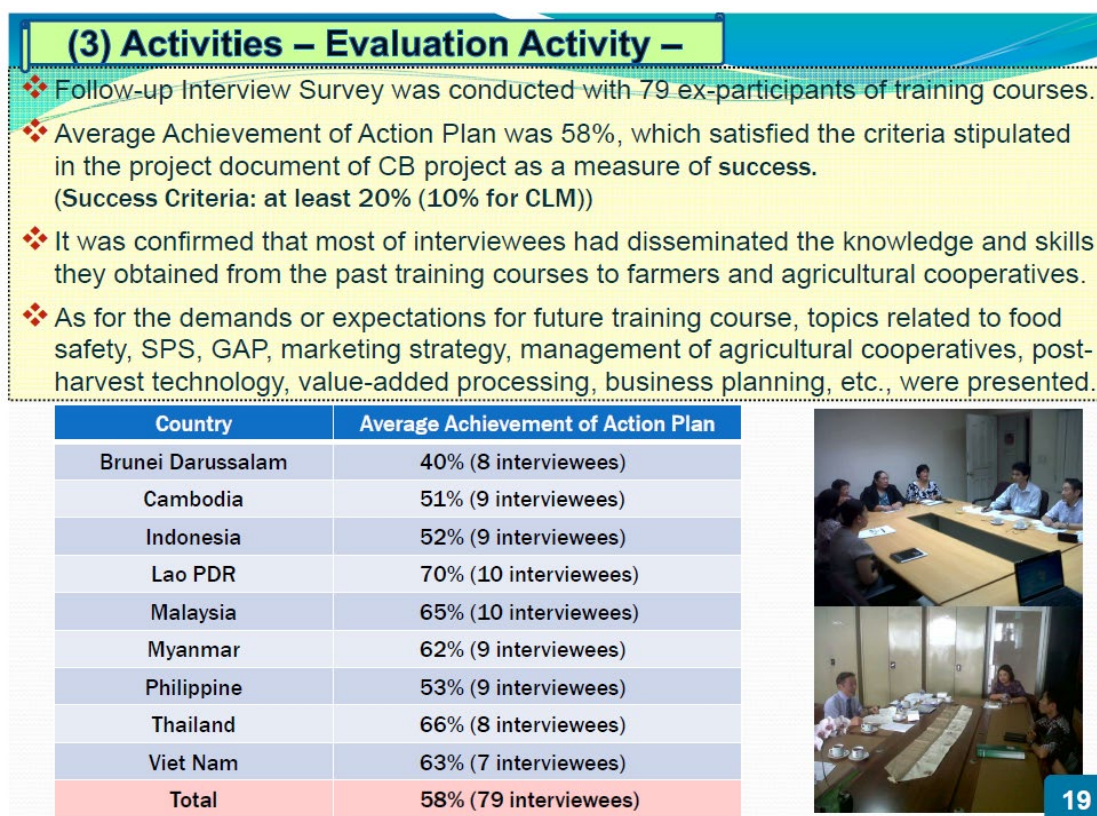 (3) Activities – Evaluation Activity –
❖ Follow-up Interview Survey was conducted with 79 ex-participants of training courses.
❖ Average Achievement of Action Plan was 58%, which satisfied the criteria stipulated
in the project document of CB project as a measure of success.
(Success Criteria: at least 20% (10% for CLM))
❖ It was confirmed that most of interviewees had disseminated the knowledge and skills
they obtained from the past training courses to farmers and agricultural cooperatives.
❖ As for the demands or expectations for future training course, topics related to food
safety, SPS, GAP, marketing strategy, management of agricultural cooperatives, post-
harvest technology, value-added processing, business planning, etc., were presented.
Country Average Achievement of Action Plan
Brunei Darussalam 40% (8 interviewees)
Cambodia 51% (9 interviewees)
Indonesia 52% (9 interviewees)
Lao PDR 70% (10 interviewees)
Malaysia 65% (10 interviewees)
Myanmar 62% (9 interviewees)
Philippine 53% (9 interviewees)
Thailand 66% (8 interviewees)
Viet Nam 63% (7 interviewees)
Total 58% (79 interviewees)
19